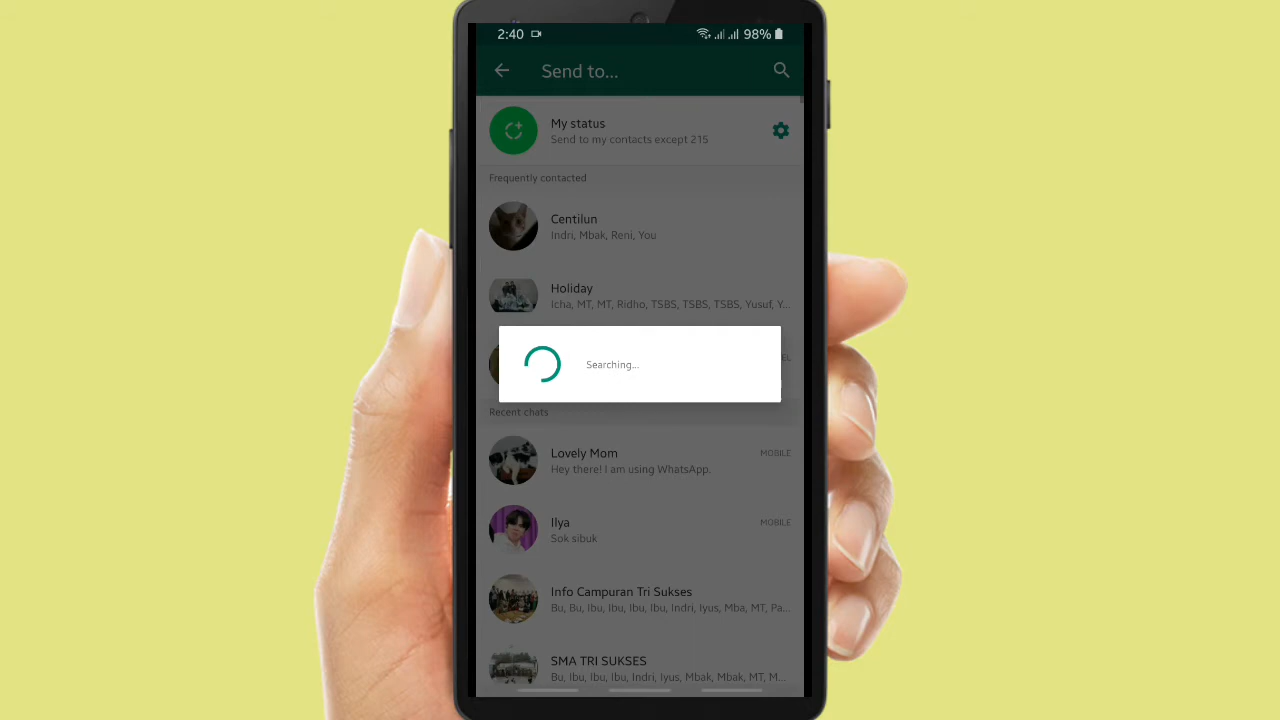 2:40 98%
Send to...
My status
Send to my contacts except 215
Frequently contacted
Centilun
Indri, Mbak, Reni, You
Holiday
Icha, MT, MT, Ridho, TSBS, TSBS, TSBS, Yusuf, Y...
Searching...
Recent chats
Lovely Mom
MOBILE
Hey there! I am using WhatsApp.
Ilya
MOBILE
Sok sibuk
Info Campuran Tri Sukses
Bu, Bu, Ibu, Ibu, Ibu, Ibu, Indri, Iyus, Mba, MT, Pa...
SMA TRI SUKSES
Bu, Ibu, Ibu, Ibu, Indri, Iyus, Mbak, Mbak, MT, M...